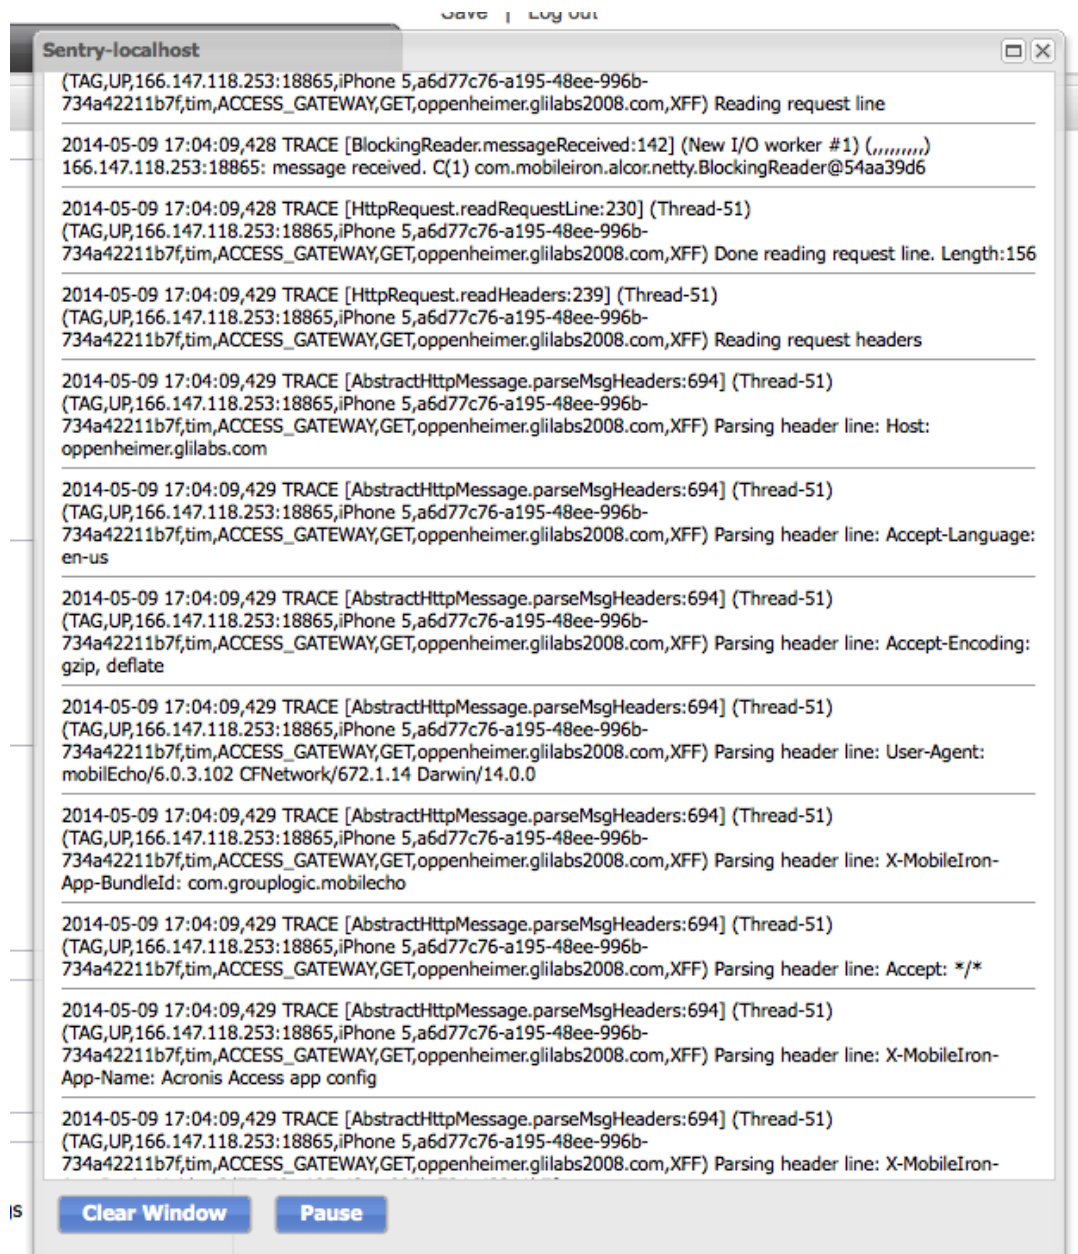 Save | Log out
Sentry-localhost
(TAG,UP,166.147.118.253:18865,iPhone 5,a6d77c76-a195-48ee-996b-
734a42211b7f,tim,ACCESS_GATEWAY,GET,oppenheimer.glilabs2008.com,XFF) Reading request line
2014-05-09 17:04:09,428 TRACE [BlockingReader.messageReceived:142] (New I/O worker #1) (,,,,,,,,,)
166.147.118.253:18865: message received. C(1) com.mobileiron.alcor.netty.BlockingReader@54aa39d6
2014-05-09 17:04:09,428 TRACE [HttpRequest.readRequestLine:230] (Thread-51)
(TAG,UP,166.147.118.253:18865,iPhone 5,a6d77c76-a195-48ee-996b-
734a42211b7f,tim,ACCESS_GATEWAY,GET,oppenheimer.glilabs2008.com,XFF) Done reading request line. Length:156
2014-05-09 17:04:09,429 TRACE [HttpRequest.readHeaders:239] (Thread-51)
(TAG,UP,166.147.118.253:18865,iPhone 5,a6d77c76-a195-48ee-996b-
734a42211b7f,tim,ACCESS_GATEWAY,GET,oppenheimer.glilabs2008.com,XFF) Reading request headers
2014-05-09 17:04:09,429 TRACE [AbstractHttpMessage.parseMsgHeaders:694] (Thread-51)
(TAG,UP,166.147.118.253:18865,iPhone 5,a6d77c76-a195-48ee-996b-
734a42211b7f,tim,ACCESS_GATEWAY,GET,oppenheimer.glilabs2008.com,XFF) Parsing header line: Host:
oppenheimer.glilabs.com
2014-05-09 17:04:09,429 TRACE [AbstractHttpMessage.parseMsgHeaders:694] (Thread-51)
(TAG,UP,166.147.118.253:18865,iPhone 5,a6d77c76-a195-48ee-996b-
734a42211b7f,tim,ACCESS_GATEWAY,GET,oppenheimer.glilabs2008.com,XFF) Parsing header line: Accept-Language:
en-us
2014-05-09 17:04:09,429 TRACE [AbstractHttpMessage.parseMsgHeaders:694] (Thread-51)
(TAG,UP,166.147.118.253:18865,iPhone 5,a6d77c76-a195-48ee-996b-
734a42211b7f,tim,ACCESS_GATEWAY,GET,oppenheimer.glilabs2008.com,XFF) Parsing header line: Accept-Encoding:
gzip, deflate
2014-05-09 17:04:09,429 TRACE [AbstractHttpMessage.parseMsgHeaders:694] (Thread-51)
(TAG,UP,166.147.118.253:18865,iPhone 5,a6d77c76-a195-48ee-996b-
734a42211b7f,tim,ACCESS_GATEWAY,GET,oppenheimer.glilabs2008.com,XFF) Parsing header line: User-Agent:
mobilEcho/6.0.3.102 CFNetwork/672.1.14 Darwin/14.0.0
2014-05-09 17:04:09,429 TRACE [AbstractHttpMessage.parseMsgHeaders:694] (Thread-51)
(TAG,UP,166.147.118.253:18865,iPhone 5,a6d77c76-a195-48ee-996b-
734a42211b7f,tim,ACCESS_GATEWAY,GET,oppenheimer.glilabs2008.com,XFF) Parsing header line: X-MobileIron-
App-BundleId: com.grouplogic.mobilecho
2014-05-09 17:04:09,429 TRACE [AbstractHttpMessage.parseMsgHeaders:694] (Thread-51)
(TAG,UP,166.147.118.253:18865,iPhone 5,a6d77c76-a195-48ee-996b-
734a42211b7f,tim,ACCESS_GATEWAY,GET,oppenheimer.glilabs2008.com,XFF) Parsing header line: Accept: */*
2014-05-09 17:04:09,429 TRACE [AbstractHttpMessage.parseMsgHeaders:694] (Thread-51)
(TAG,UP,166.147.118.253:18865,iPhone 5,a6d77c76-a195-48ee-996b-
734a42211b7f,tim,ACCESS_GATEWAY,GET,oppenheimer.glilabs2008.com,XFF) Parsing header line: X-MobileIron-
App-Name: Acronis Access app config
2014-05-09 17:04:09,429 TRACE [AbstractHttpMessage.parseMsgHeaders:694] (Thread-51)
(TAG,UP,166.147.118.253:18865,iPhone 5,a6d77c76-a195-48ee-996b-
734a42211b7f,tim,ACCESS_GATEWAY,GET,oppenheimer.glilabs2008.com,XFF) Parsing header line: X-MobileIron-
gs
Clear Window
Pause